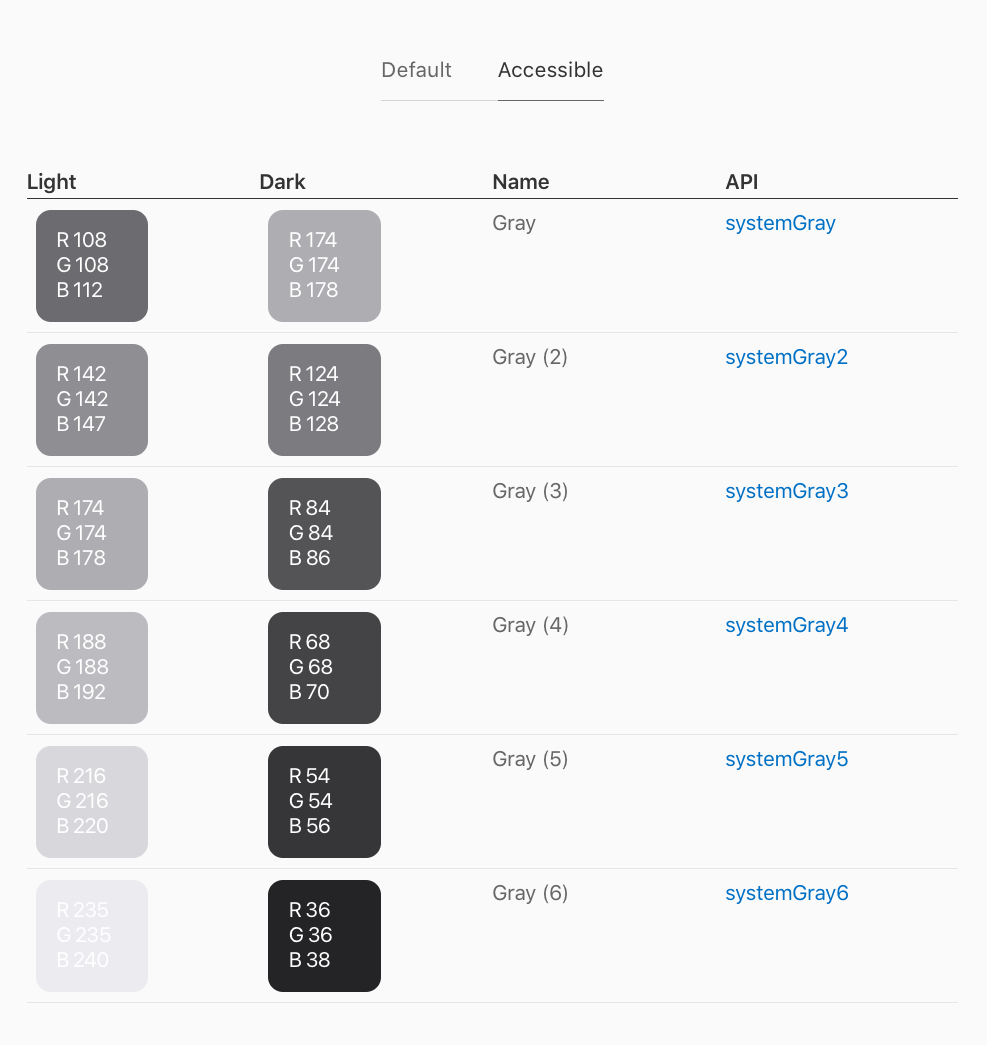 Default Accessible
Light Dark Name API
R 108 R 174 Gray systemGray
G 108 G 174
B 112 B 178
R 142 R 124 Gray (2) systemGray2
G 142 G 124
B 147 B 128
R 174 R 84 Gray (3) systemGray3
G 174 G 84
B 178 B 86
R 188 R 68 Gray (4) systemGray4
G 188 G 68
B 192 B 70
R 216 R 54 Gray (5) systemGray5
G 216 G 54
B 220 B 56
R 235 R 36 Gray (6) systemGray6
G 235 G 36
B 240 B 38